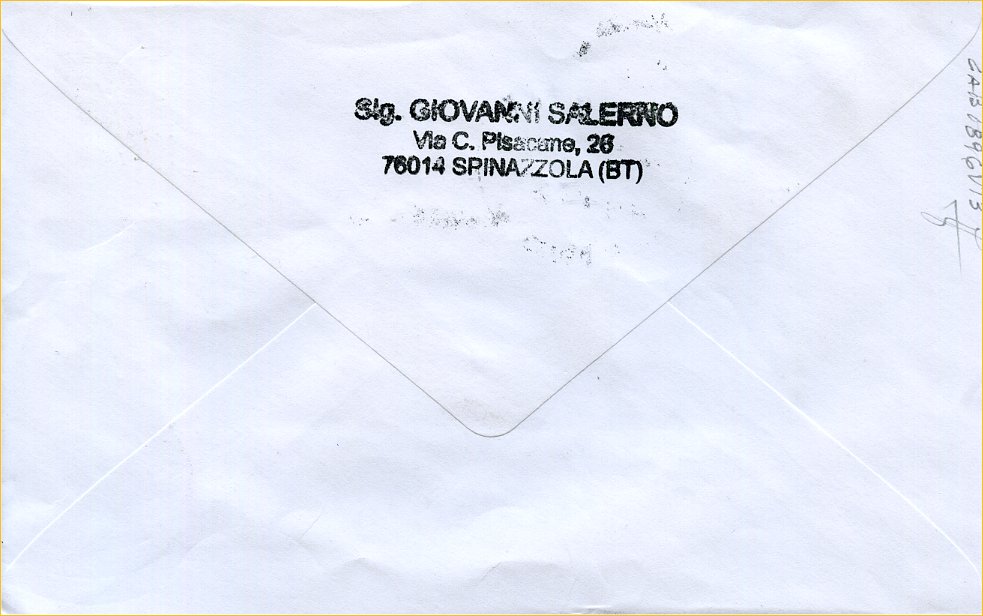 Sig. GIOVANNI SALERNO
Via C. Pisacane, 26
76014 SPINAZZOLA (BT)